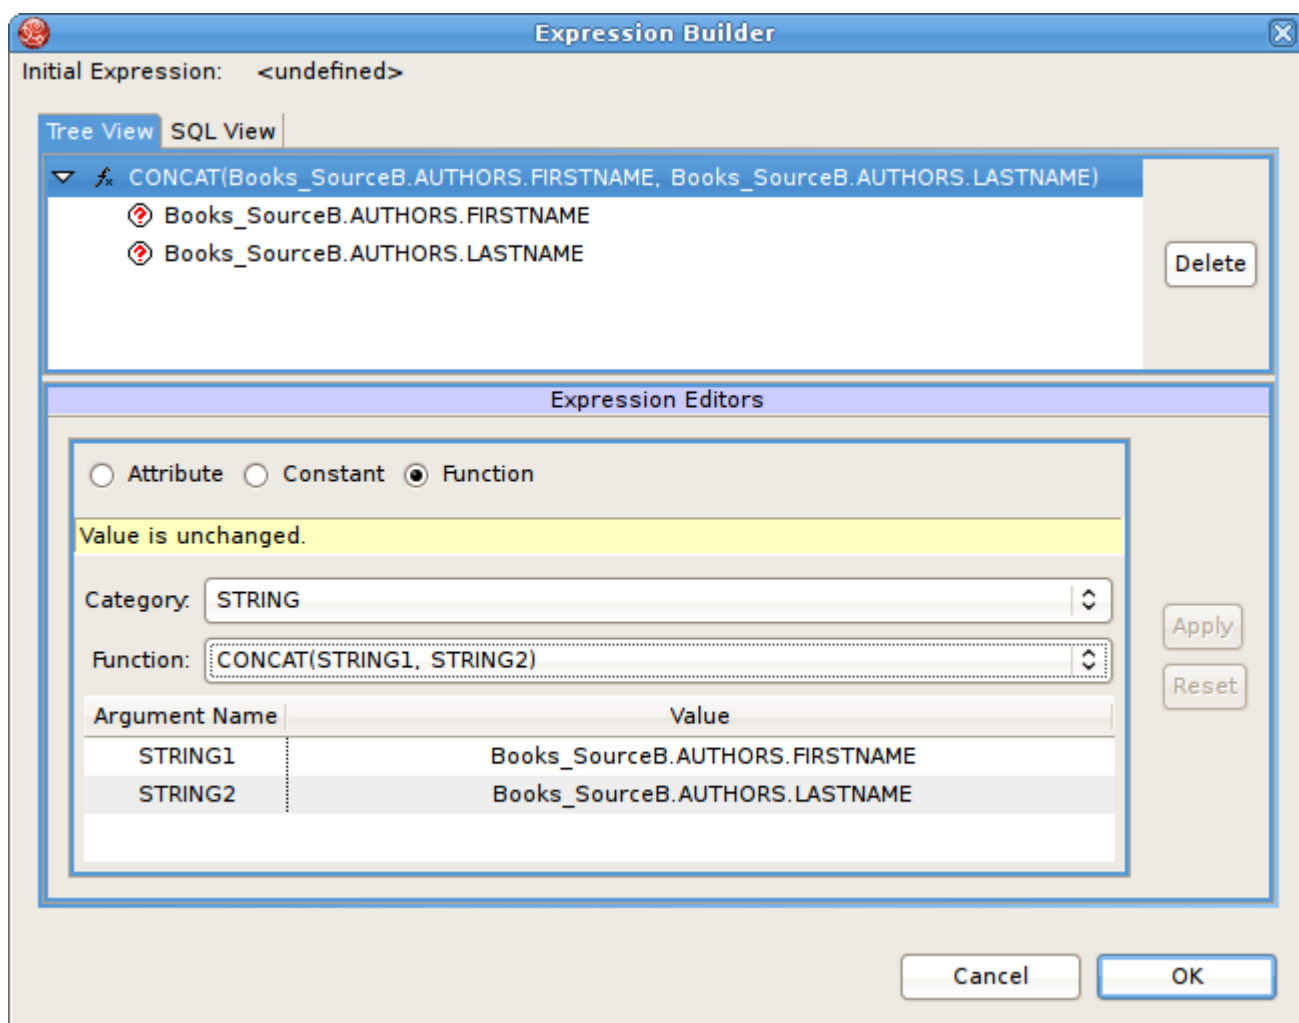 Expression Builder
Initial Expression: <undefined>
Tree View SQL View
CONCAT(Books_SourceB.AUTHORS.FIRSTNAME, Books_SourceB.AUTHORS.LASTNAME)
Books_SourceB.AUTHORS.FIRSTNAME
Books_SourceB.AUTHORS.LASTNAME
Delete
Expression Editors
Attribute Constant Function
Value is unchanged.
Category: STRING
Function: CONCAT(STRING1, STRING2)
Apply
Reset
Argument Name Value
STRING1 Books_SourceB.AUTHORS.FIRSTNAME
STRING2 Books_SourceB.AUTHORS.LASTNAME
Cancel OK